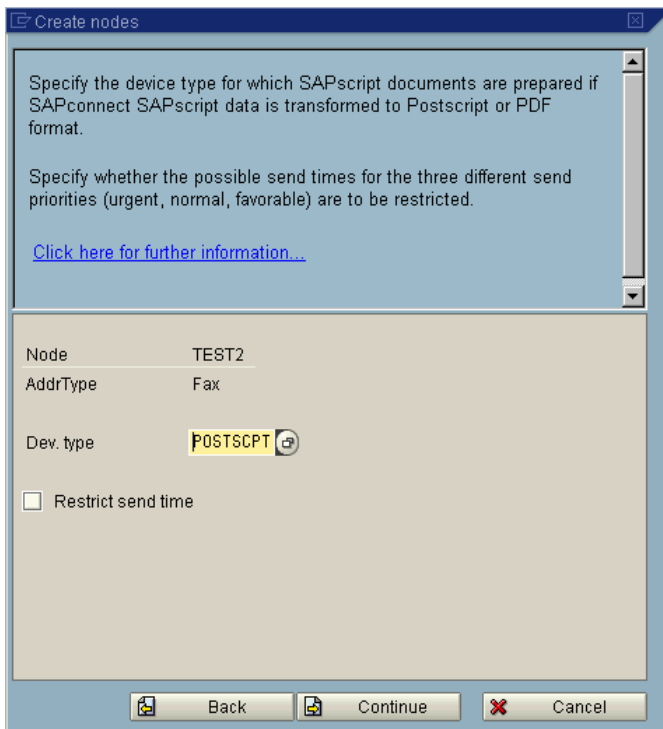 Create nodes
Specify the device type for which SAPscript documents are prepared if
SAPconnect SAPscript data is transformed to Postscript or PDF
format.
Specify whether the possible send times for the three different send
priorities (urgent, normal, favorable) are to be restricted.
Click here for further information...
Node TEST2
AddrType Fax
Dev. type POSTSCPT
Restrict send time
Back Continue Cancel